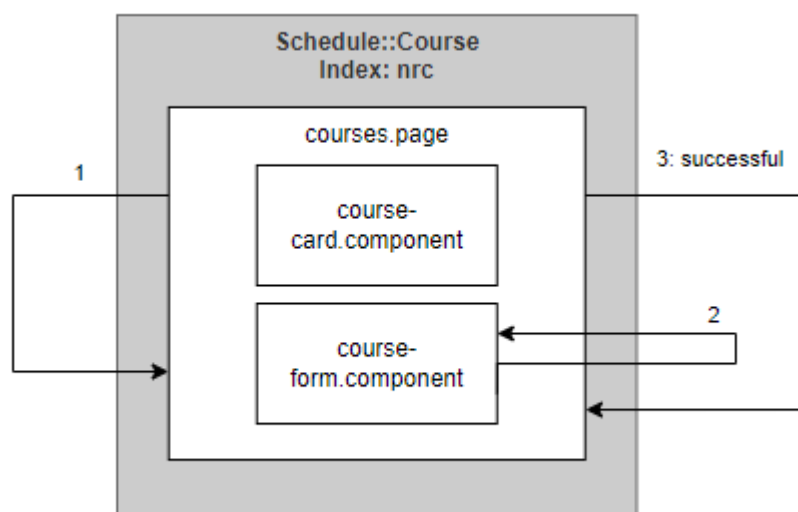 Schedule::Course
Index: nrc
courses.page
1
3: successful
course-
card.component
2
course-
form.component